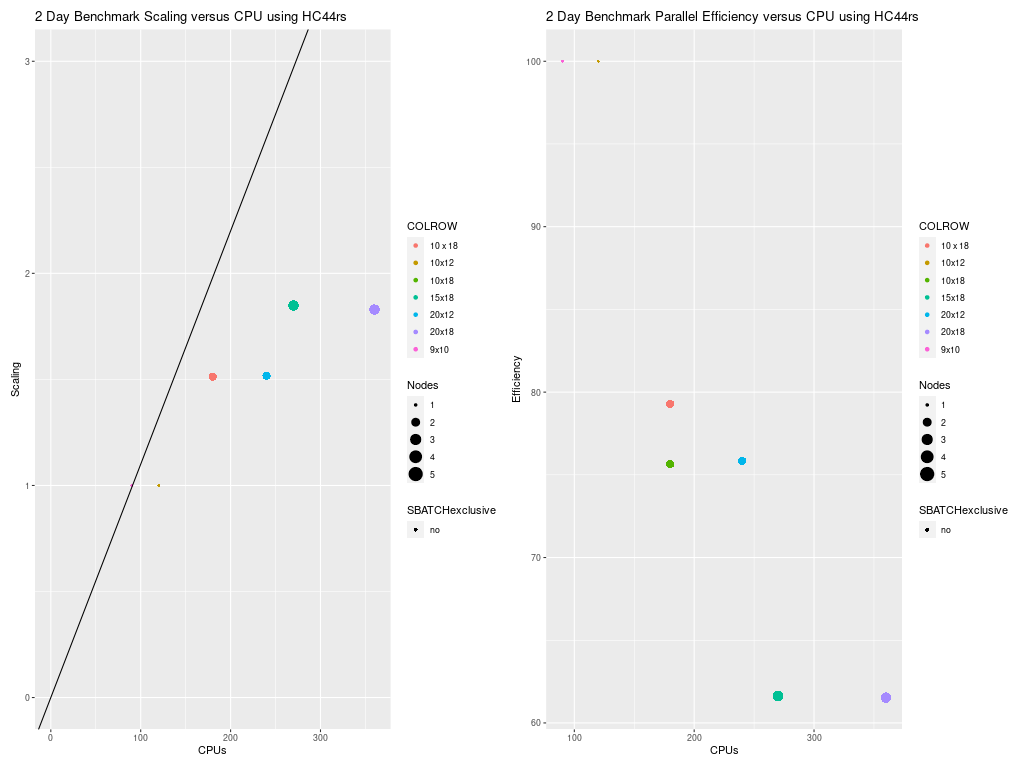 2 Day Benchmark Scaling versus CPU using HC44rs
Scaling
3
2
1
0
0 100 200 300
CPUs
COLROW
10 x 18
10x12
10x18
15x18
20x12
20x18
9x10
Nodes
1
2
3
4
5
SBATCHexclusive
no
2 Day Benchmark Parallel Efficiency versus CPU using HC44rs
Efficiency
100
90
80
70
60
100 200 300
CPUs
COLROW
10 x 18
10x12
10x18
15x18
20x12
20x18
9x10
Nodes
1
2
3
4
5
SBATCHexclusive
no